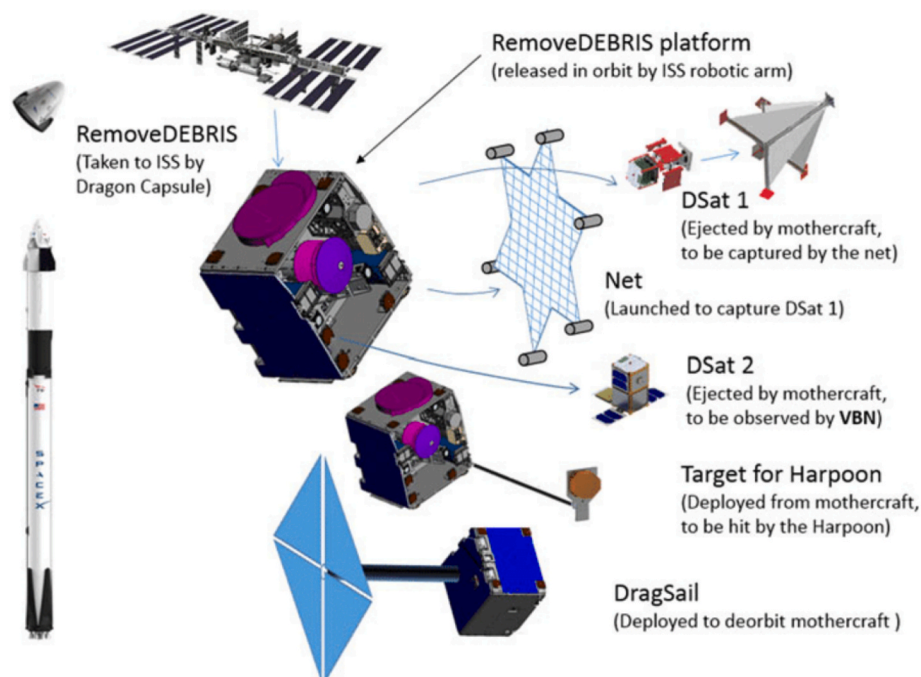 RemoveDEBRIS platform
(released in orbit by ISS robotic arm)
RemoveDEBRIS
(Taken to ISS by
Dragon Capsule)
DSat 1
(Ejected by mothercraft,
to be captured by the net)
Net
(Launched to capture DSat 1)
DSat 2
(Ejected by mothercraft,
to be observed by VBN)
Target for Harpoon
(Deployed from mothercraft,
to be hit by the Harpoon)
DragSail
(Deployed to deorbit mothercraft )
SPACEX